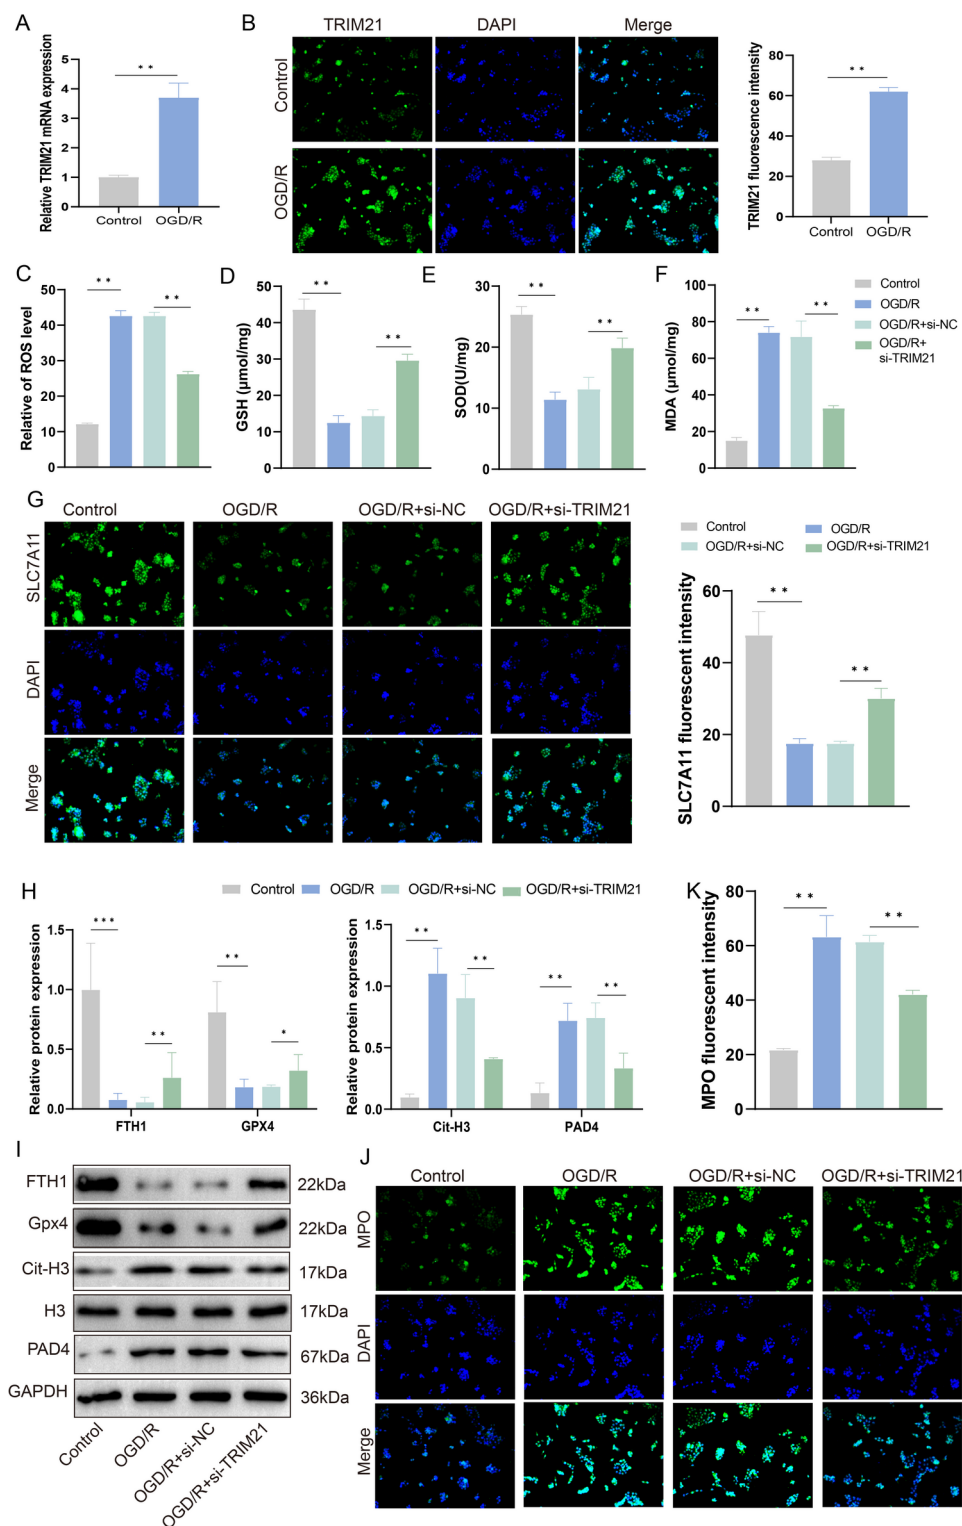 A
Relative TRIM21 mRNA expression
5
4
3
2
1
0
* *
Control
OGD/R
B
TRIM21
DAPI
Merge
Control
OGD/R
TRIM21 fluorescence intensity
80
60
40
20
0
* *
Control
OGD/R
C
Relative of ROS level
50
40
30
20
10
0
* *
* *
D
GSH (μmol/mg)
50
40
30
20
10
0
* *
* *
E
SOD(U/mg)
30
20
10
0
* *
* *
F
MDA (μmol/mg)
100
80
60
40
20
0
* *
* *
Control
OGD/R
OGD/R+si-NC
OGD/R+
si-TRIM21
G
Control
OGD/R
OGD/R+si-NC
OGD/R+si-TRIM21
SLC7A11
DAPI
Merge
Control
OGD/R
OGD/R+si-NC
OGD/R+si-TRIM21
SLC7A11 fluorescent intensity
60
40
20
0
* *
* *
H
Control
OGD/R
OGD/R+si-NC
OGD/R+si-TRIM21
Relative protein expression
1.5
1.0
0.5
0.0
***
* *
* *
*
FTH1
GPX4
Relative protein expression
1.5
1.0
0.5
0.0
* *
* *
* *
* *
Cit-H3
PAD4
K
MPO fluorescent intensity
80
60
40
20
0
* *
* *
I
FTH1
22kDa
Gpx4
22kDa
Cit-H3
17kDa
H3
17kDa
PAD4
67kDa
GAPDH
36kDa
Control
OGD/R
OGD/R+si-NC
OGD/R+si-TRIM21
J
Control
OGD/R
OGD/R+si-NC
OGD/R+si-TRIM21
MPO
DAPI
Merge